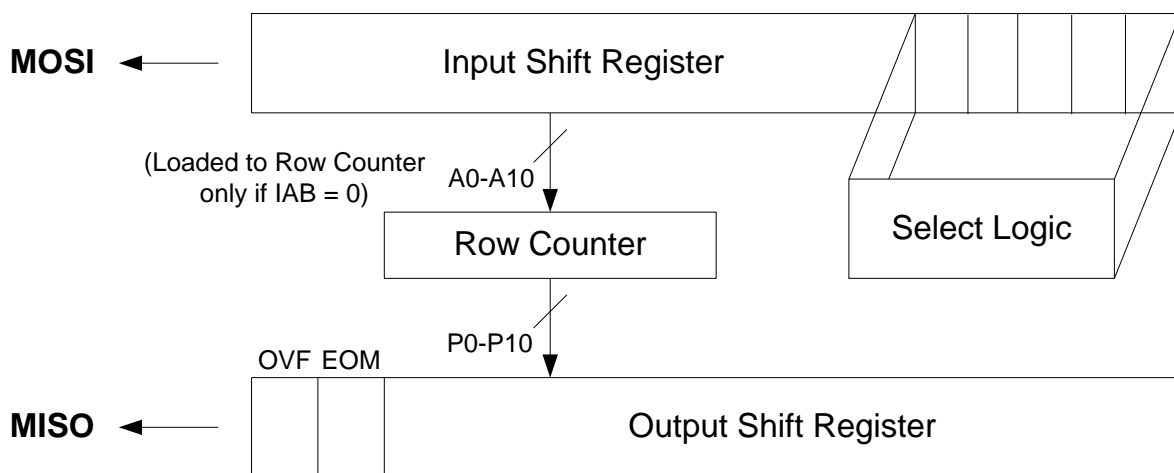 MOSI
Input Shift Register
(Loaded to Row Counter
only if IAB = 0)
A0-A10
Row Counter
Select Logic
P0-P10
OVF EOM
MISO
Output Shift Register